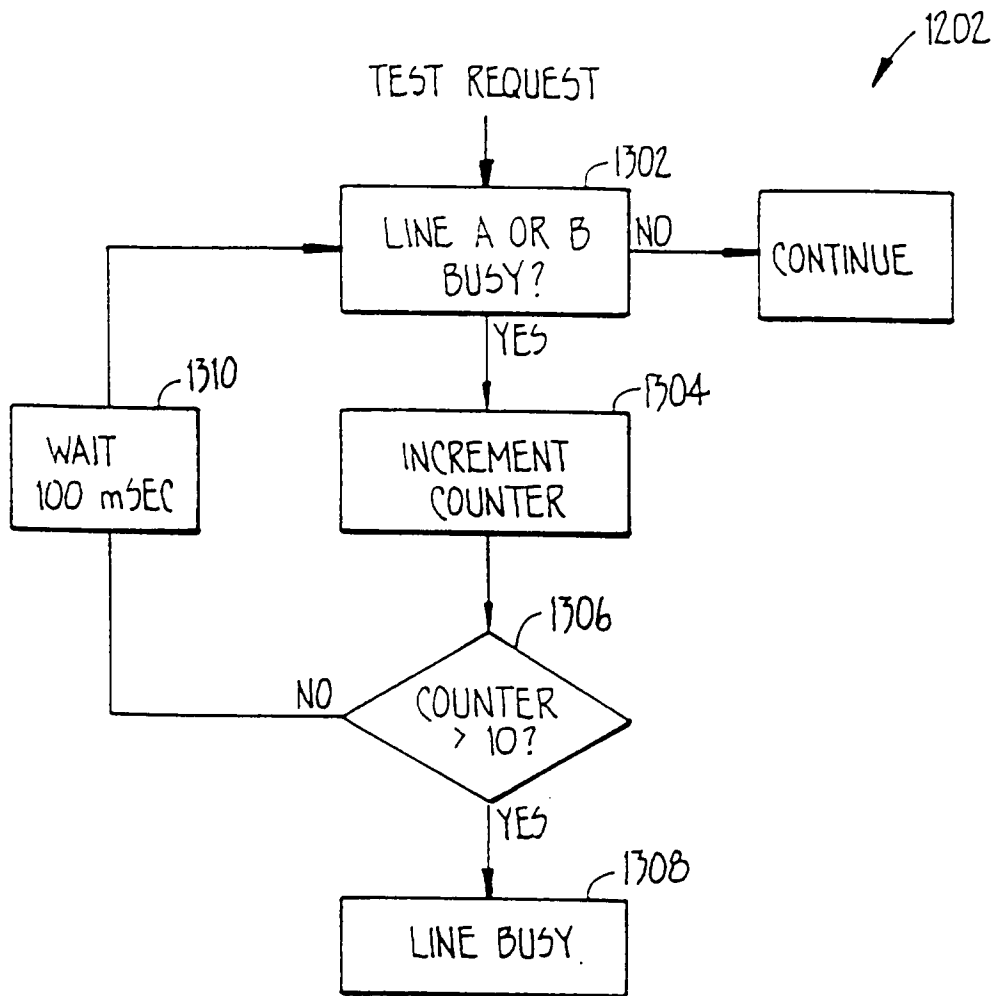 1202
TEST REQUEST
1302
LINE A OR B
BUSY?
NO
CONTINUE
YES
1310
WAIT
100 mSEC
1304
INCREMENT
COUNTER
1306
COUNTER
> 10?
NO
YES
1308
LINE BUSY.